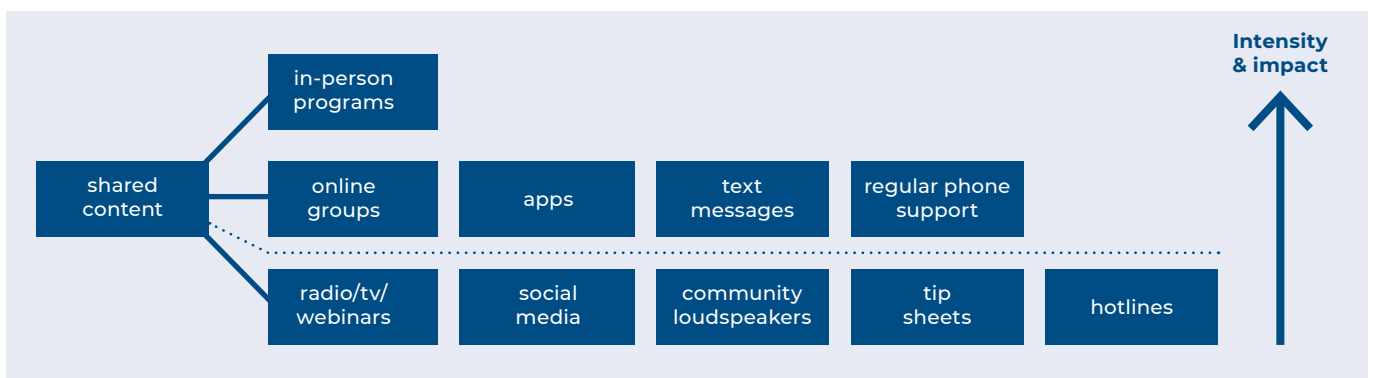 Intensity
& impact
in-person
programs
shared
content
online
groups
apps
text
messages
regular phone
support
radio/tv/
webinars
social
media
community
loudspeakers
tip
sheets
hotlines